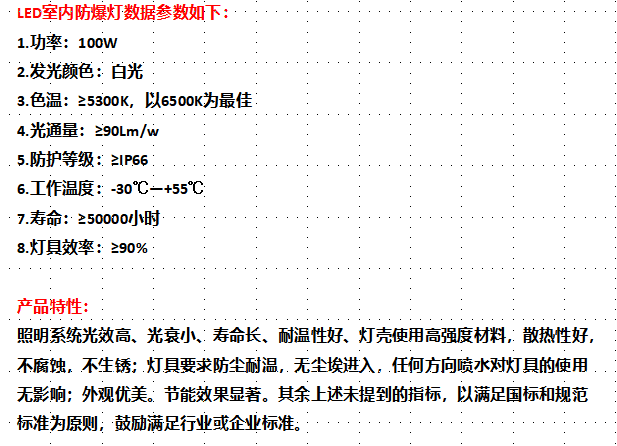 LED室内防爆灯数据参数如下：
1.功率：100W
2.发光颜色：白光
3.色温：≥5300K，以6500K为最佳
4.光通量：≥90Lm/w
5.防护等级：≥IP66
6.工作温度：-30℃—+55℃
7.寿命：≥50000小时
8.灯具效率：≥90%
产品特性：
照明系统光效高、光衰小、寿命长、耐温性好、灯壳使用高强度材料，散热性好，
不腐蚀，不生锈；灯具要求防尘耐温，无尘埃进入，任何方向喷水对灯具的使用
无影响；外观优美。节能效果显著。其余上述未提到的指标，以满足国标和规范
标准为原则，鼓励满足行业或企业标准。